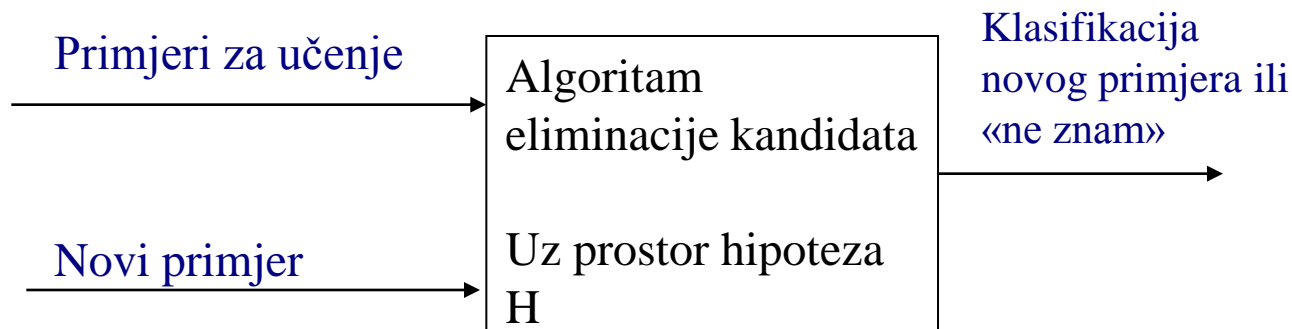 Primjeri za učenje
Novi primjer
Algoritam
eliminacije kandidata
Uz prostor hipoteza
H
Klasifikacija
novog primjera ili
«ne znam»